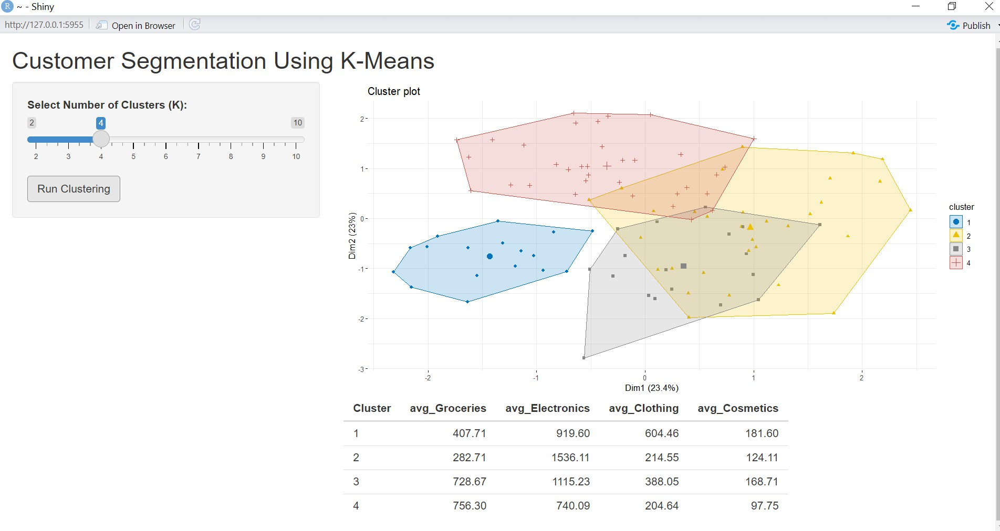 R ~ - Shiny
http://127.0.0.1:5955 Open in Browser Publish
Customer Segmentation Using K-Means
Select Number of Clusters (K):
2 4 10
2 3 4 5 6 7 8 9 10
Run Clustering
Cluster plot
2
1
0
-1
-2
-3
Dim2 (23%)
-2 -1 0 1 2
Dim1 (23.4%)
cluster
1
2
3
4
Cluster avg_Groceries avg_Electronics avg_Clothing avg_Cosmetics
1 407.71 919.60 604.46 181.60
2 282.71 1536.11 214.55 124.11
3 728.67 1115.23 388.05 168.71
4 756.30 740.09 204.64 97.75